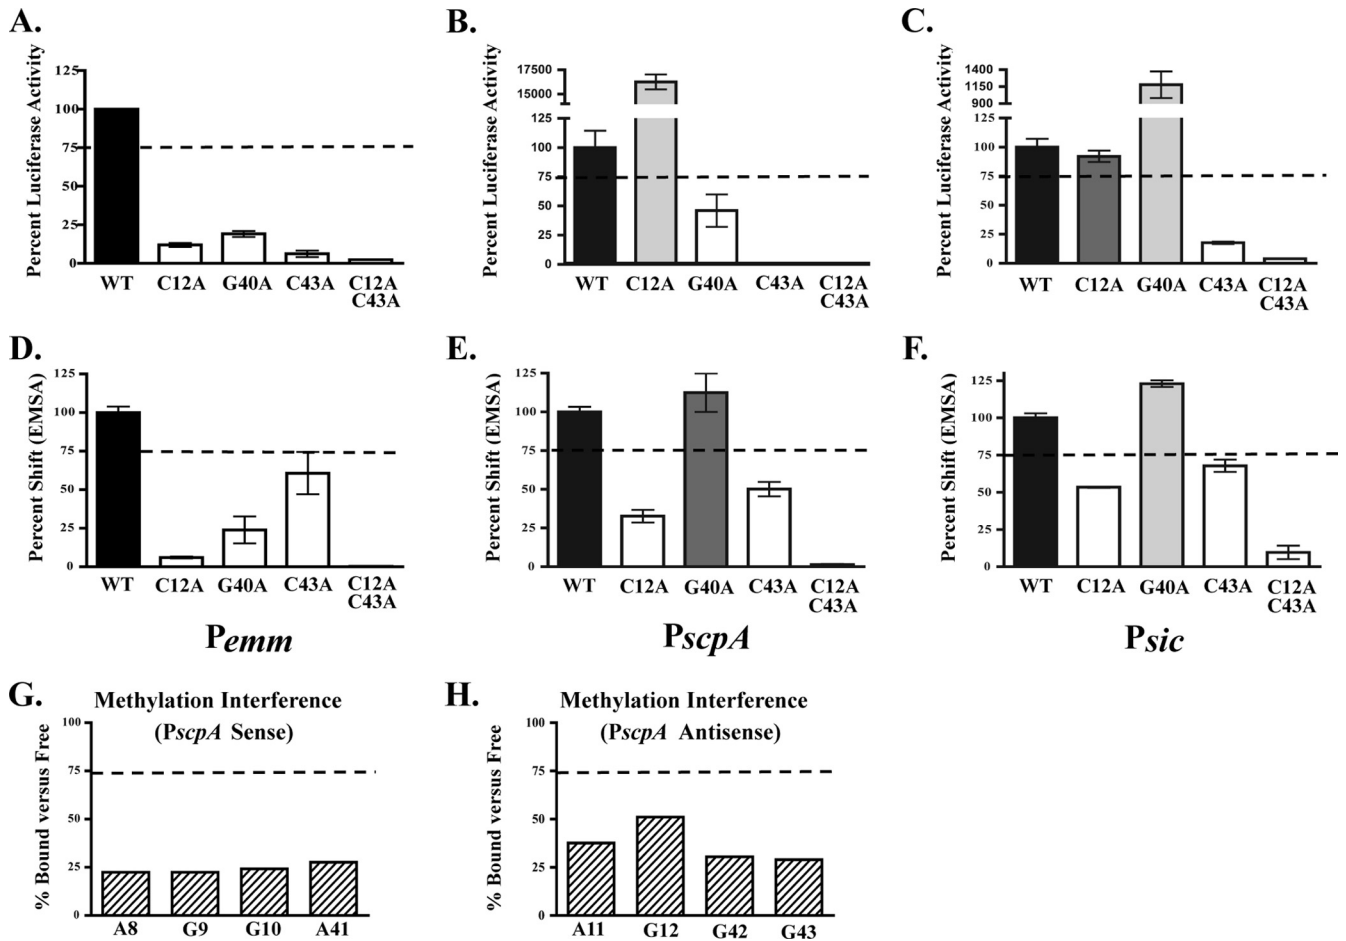 A.
Percent Luciferase Activity
125
100
75
50
25
0
WT C12A G40A C43A C12A
C43A
B.
Percent Luciferase Activity
17500
15000
125
100
75
50
25
0
WT C12A G40A C43A C12A
C43A
C.
Percent Luciferase Activity
1400
1150
900
125
100
75
50
25
0
WT C12A G40A C43A C12A
C43A
D.
Percent Shift (EMSA)
125
100
75
50
25
0
WT C12A G40A C43A C12A
C43A
Pemm
E.
Percent Shift (EMSA)
125
100
75
50
25
0
WT C12A G40A C43A C12A
C43A
PscpA
F.
Percent Shift (EMSA)
125
100
75
50
25
0
WT C12A G40A C43A C12A
C43A
Psic
G.
Methylation Interference
(PscpA Sense)
% Bound versus Free
100
75
50
25
0
A8 G9 G10 A41
H.
Methylation Interference
(PscpA Antisense)
% Bound versus Free
100
75
50
25
0
A11 G12 G42 G43